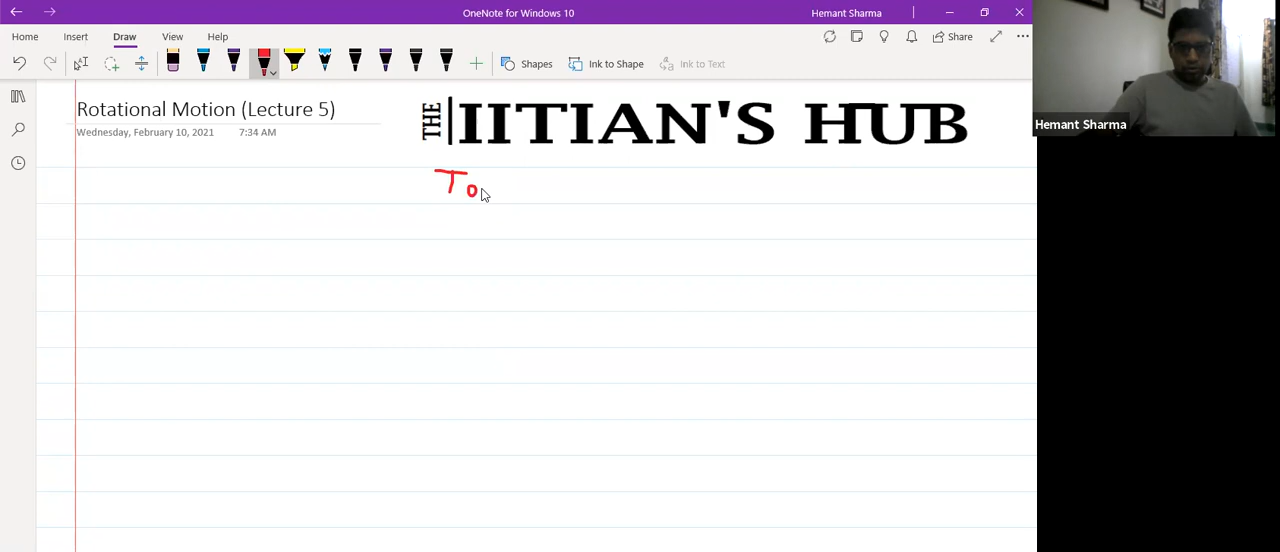 OneNote for Windows 10
Hemant Sharma
Home Insert Draw View Help
Share
Shapes Ink to Shape Ink to Text
Rotational Motion (Lecture 5)
Wednesday, February 10, 2021 7:34 AM
THE IITIAN'S HUB
To
Hemant Sharma